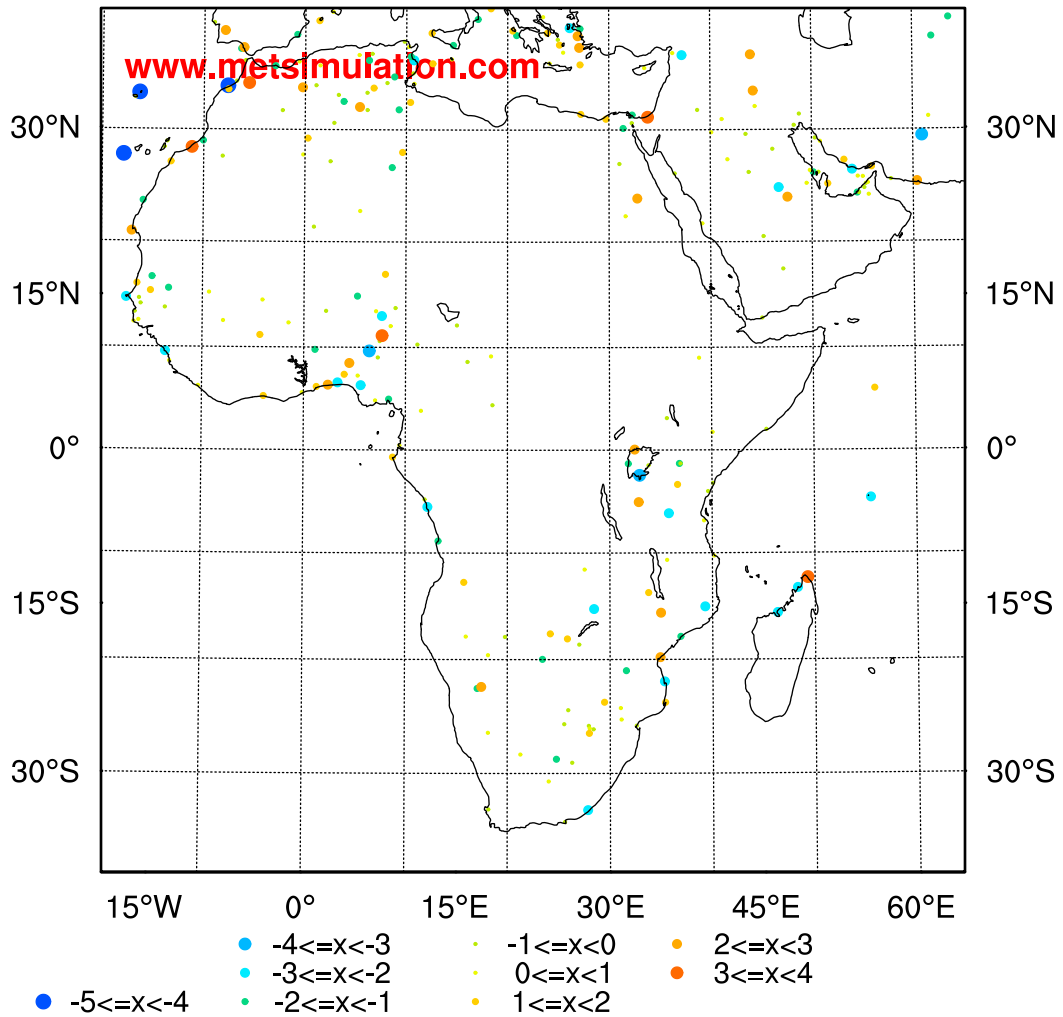 www.metsimulation.com
30°N 30°N
15°N 15°N
0° 0°
15°S 15°S
30°S 30°S
15°W 0° 15°E 30°E 45°E 60°E
-4<=x<-3 -1<=x<0 2<=x<3
-3<=x<-2 0<=x<1 3<=x<4
-5<=x<-4 -2<=x<-1 1<=x<2